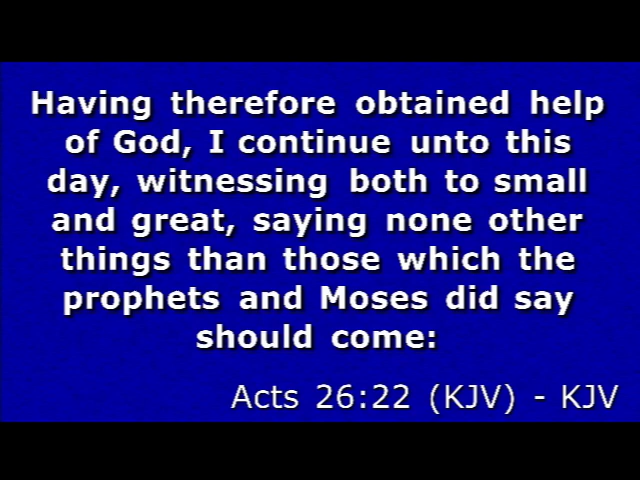 Having therefore obtained help
of God, I continue unto this
day, witnessing both to small
and great, saying none other
things than those which the
prophets and Moses did say
should come:
Acts 26:22 (KJV) - KJV